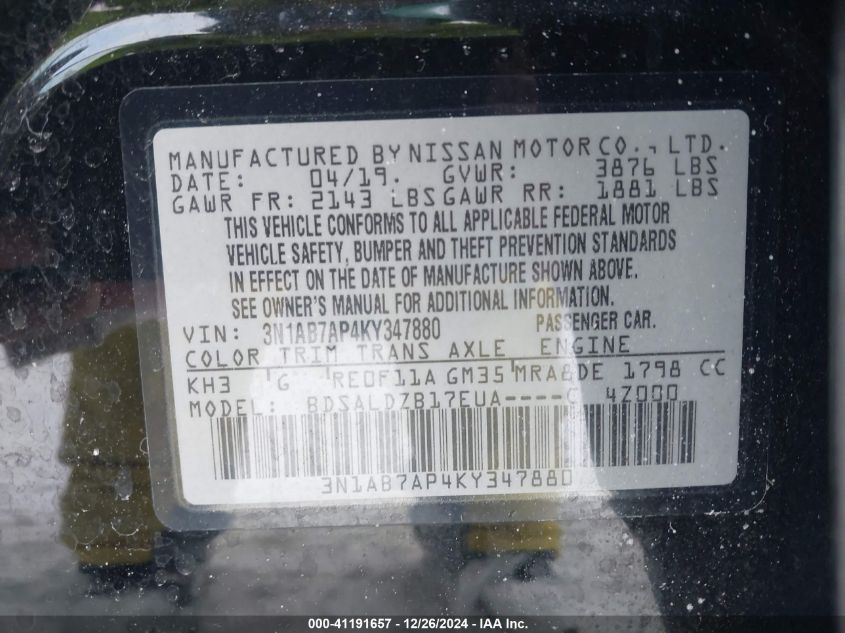 MANUFACTURED BY NISSAN MOTOR CO., LTD.
DATE: 04/19. GVWR: 3876 LBS
GAWR FR: 2143 LBS GAWR RR: 1881 LBS
THIS VEHICLE CONFORMS TO ALL APPLICABLE FEDERAL MOTOR
VEHICLE SAFETY, BUMPER AND THEFT PREVENTION STANDARDS
IN EFFECT ON THE DATE OF MANUFACTURE SHOWN ABOVE.
SEE OWNER'S MANUAL FOR ADDITIONAL INFORMATION.
VIN: 3N1AB7AP4KY347880 PASSENGER CAR.
COLOR TRIM TRANS AXLE ENGINE
KH3 G RE0F11A GM35 MRA8DE 1798 CC
MODEL: BDSALDZB17EUA----C 4Z000
3N1AB7AP4KY347880
000-41191657 - 12/26/2024 - IAA Inc.